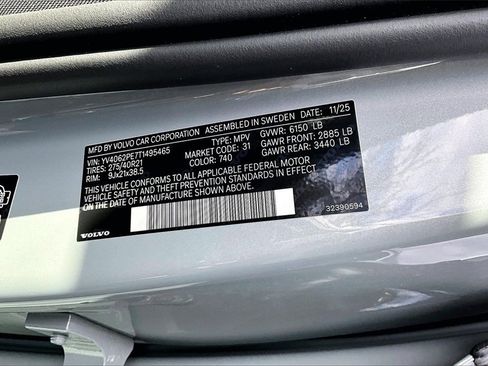 MFD BY VOLVO CAR CORPORATION ASSEMBLED IN SWEDEN DATE: 11/25
VIN: YV4062PE7T1495465 TYPE: MPV GVWR: 6150 LB
TIRES: 275/40R21 MARKET: 31 GAWR FRONT: 2885 LB
RIM: 9Jx21x38.5 COLOR: 740 GAWR REAR: 3440 LB
THIS VEHICLE CONFORMS TO ALL APPLICABLE FEDERAL MOTOR
VEHICLE SAFETY AND THEFT PREVENTION STANDARDS IN EFFECT
ON THE DATE OF MANUFACTURE SHOWN ABOVE
VOLVO 32390594